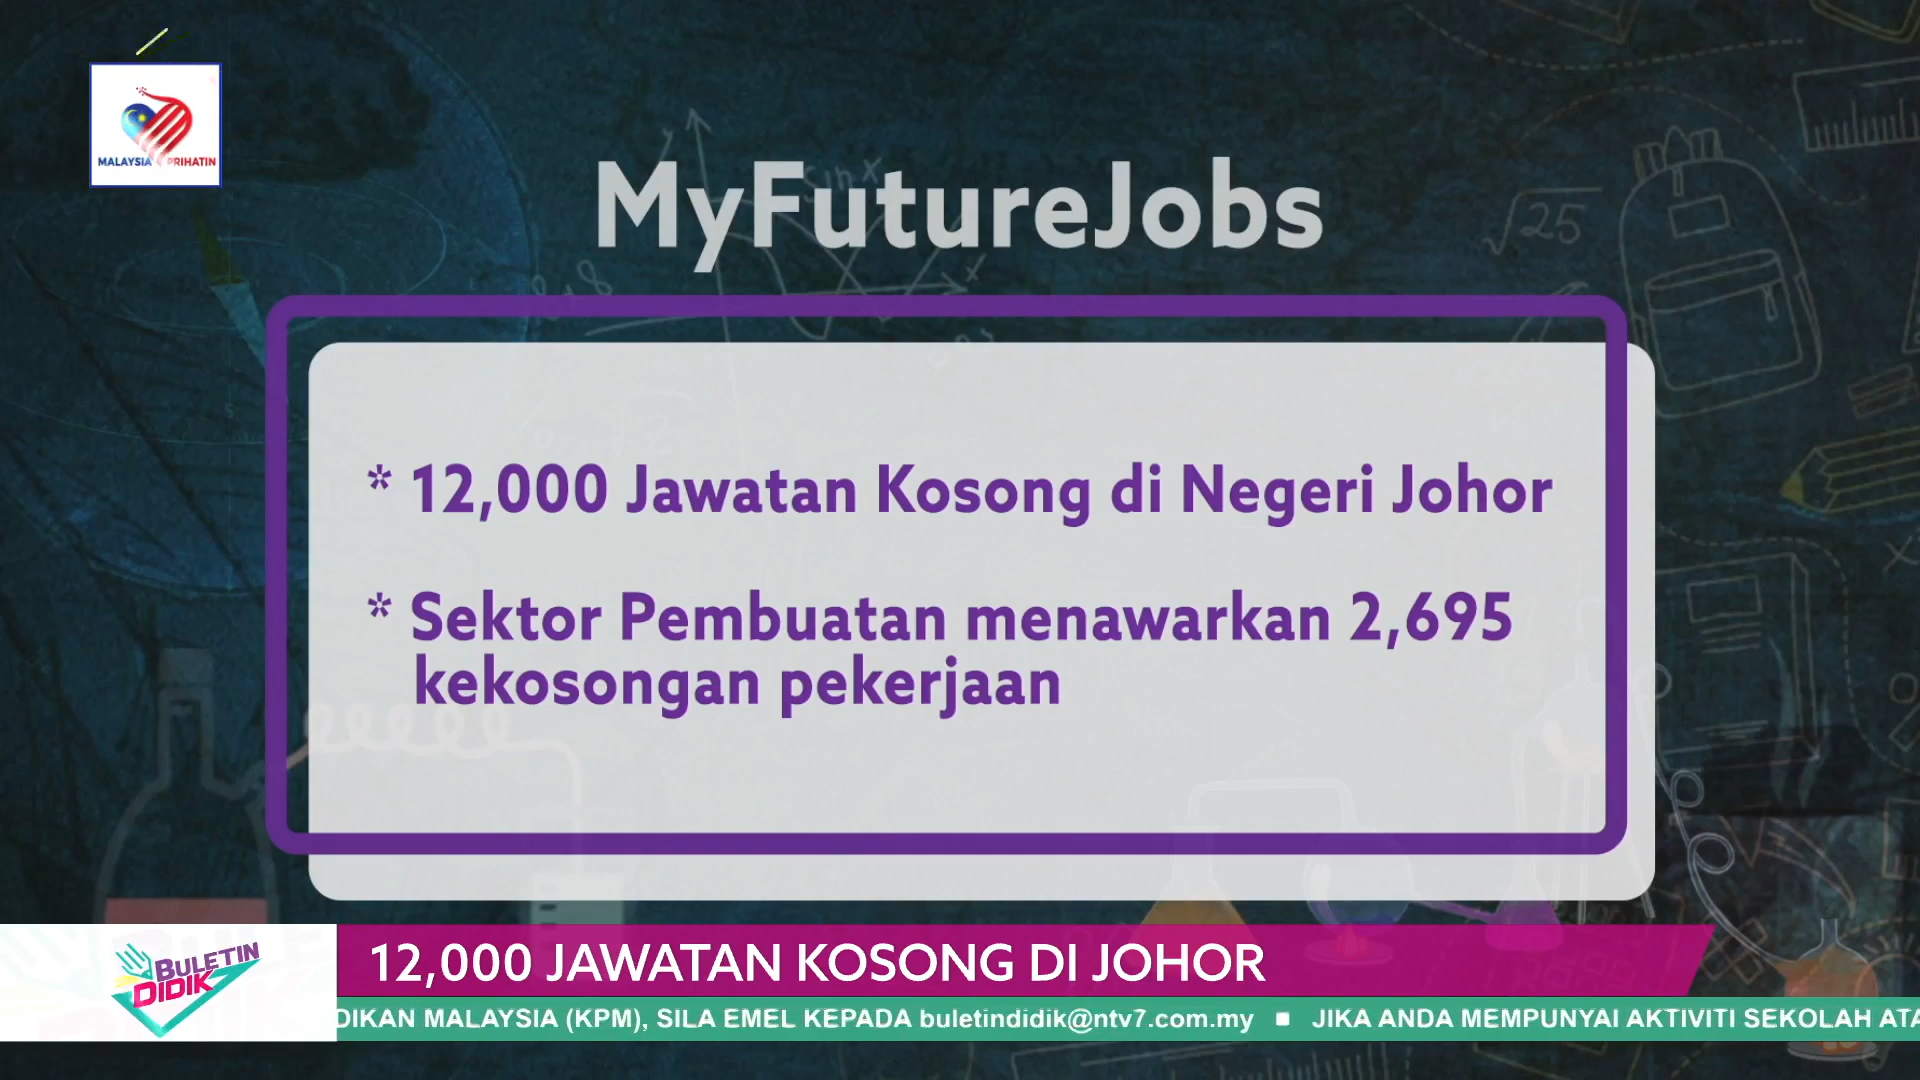 MALAYSIA PRIHATIN
MyFutureJobs
* 12,000 Jawatan Kosong di Negeri Johor
* Sektor Pembuatan menawarkan 2,695
kekosongan pekerjaan
BULETIN
DIDIK
12,000 JAWATAN KOSONG DI JOHOR
DIKAN MALAYSIA (KPM), SILA EMEL KEPADA buletindidik@ntv7.com.my ▪ JIKA ANDA MEMPUNYAI AKTIVITI SEKOLAH ATA
√25
sin x